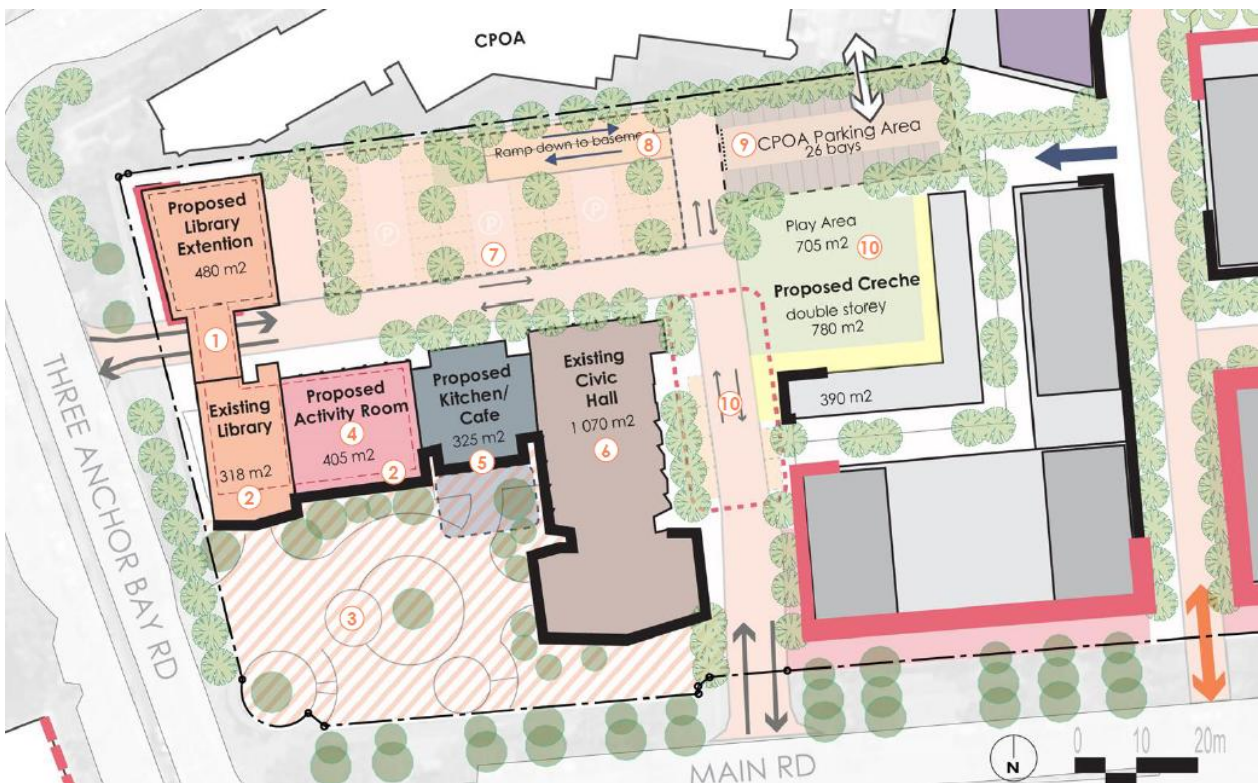 CPOA
Ramp down to baseme
8
9
CPOA Parking Area
26 bays
Proposed
Library
Extention
480 m2
P
P
P
7
Play Area
705 m2
10
Proposed Creche
double storey
780 m2
1
390 m2
10
Existing
Library
318 m2
2
Proposed
Activity Room
4
405 m2
2
Proposed
Kitchen/
Cafe
325 m2
5
Existing
Civic
Hall
1 070 m2
6
3
THREE ANCHOR BAY RD
MAIN RD
N
0 10 20m